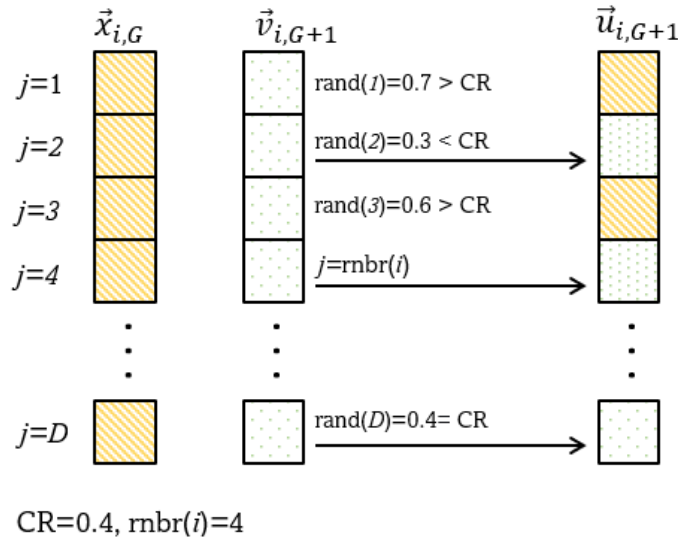 x⃗i,G v⃗i,G+1 u⃗i,G+1
j=1 rand(1)=0.7 > CR
j=2 rand(2)=0.3 < CR
j=3 rand(3)=0.6 > CR
j=4 j=rnbr(i)
j=D rand(D)=0.4= CR
CR=0.4, rnbr(i)=4